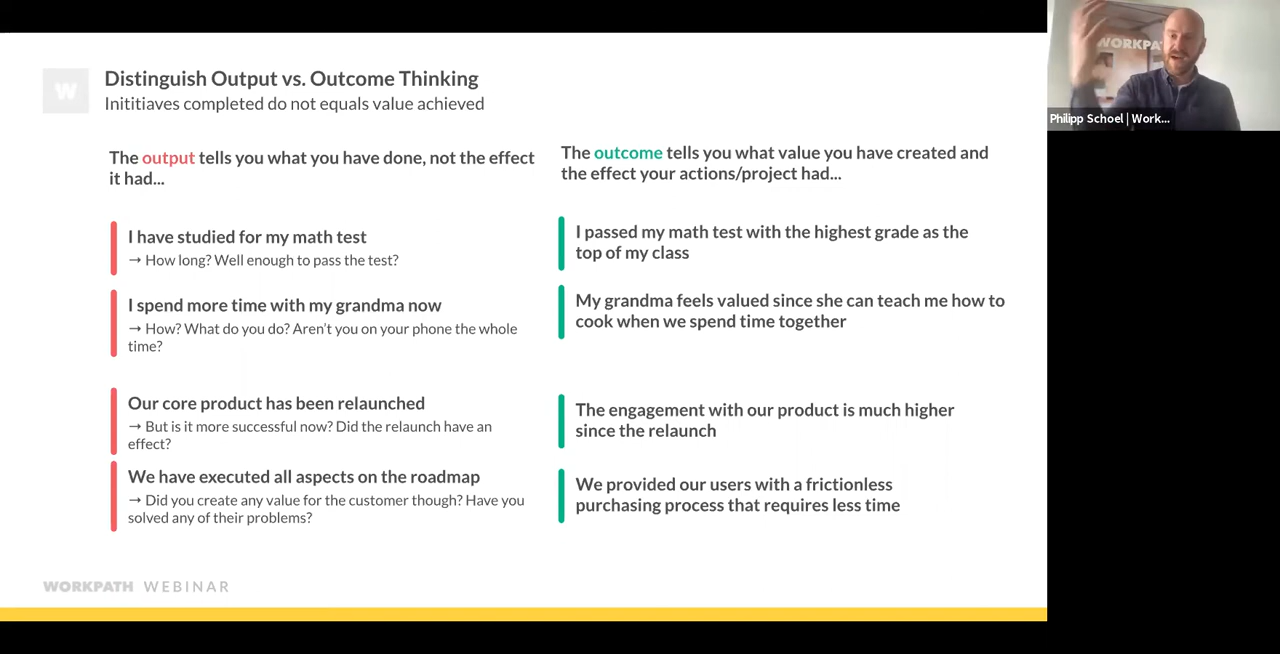 W
Distinguish Output vs. Outcome Thinking
Inititiaves completed do not equals value achieved
The output tells you what you have done, not the effect
it had...
I have studied for my math test
→ How long? Well enough to pass the test?
I spend more time with my grandma now
→ How? What do you do? Aren't you on your phone the whole
time?
Our core product has been relaunched
→ But is it more successful now? Did the relaunch have an
effect?
We have executed all aspects on the roadmap
→ Did you create any value for the customer though? Have you
solved any of their problems?
The outcome tells you what value you have created and
the effect your actions/project had...
I passed my math test with the highest grade as the
top of my class
My grandma feels valued since she can teach me how to
cook when we spend time together
The engagement with our product is much higher
since the relaunch
We provided our users with a frictionless
purchasing process that requires less time
WORKPATH WEBINAR
WORKPA
Philipp Schoel | Work...